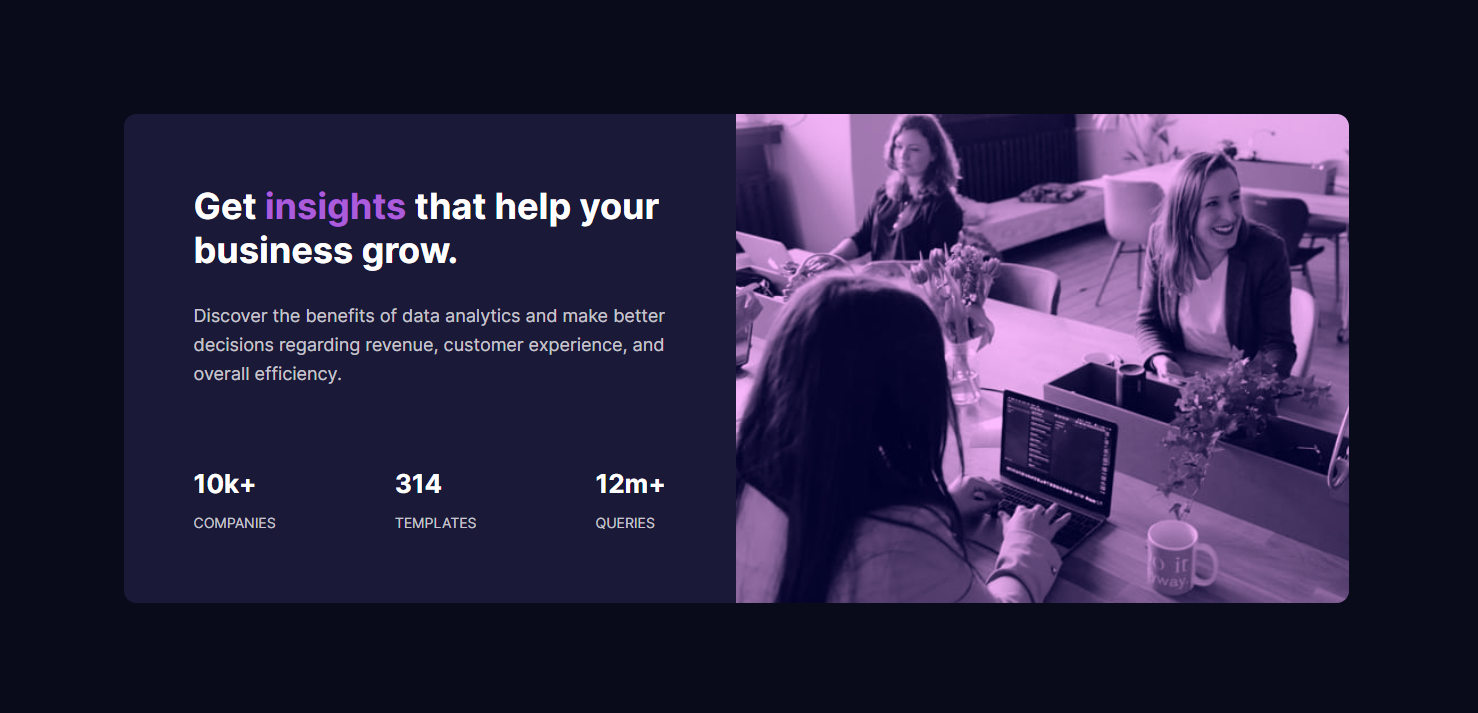 Get insights that help your
business grow.
Discover the benefits of data analytics and make better
decisions regarding revenue, customer experience, and
overall efficiency.
10k+ 314 12m+
COMPANIES TEMPLATES QUERIES